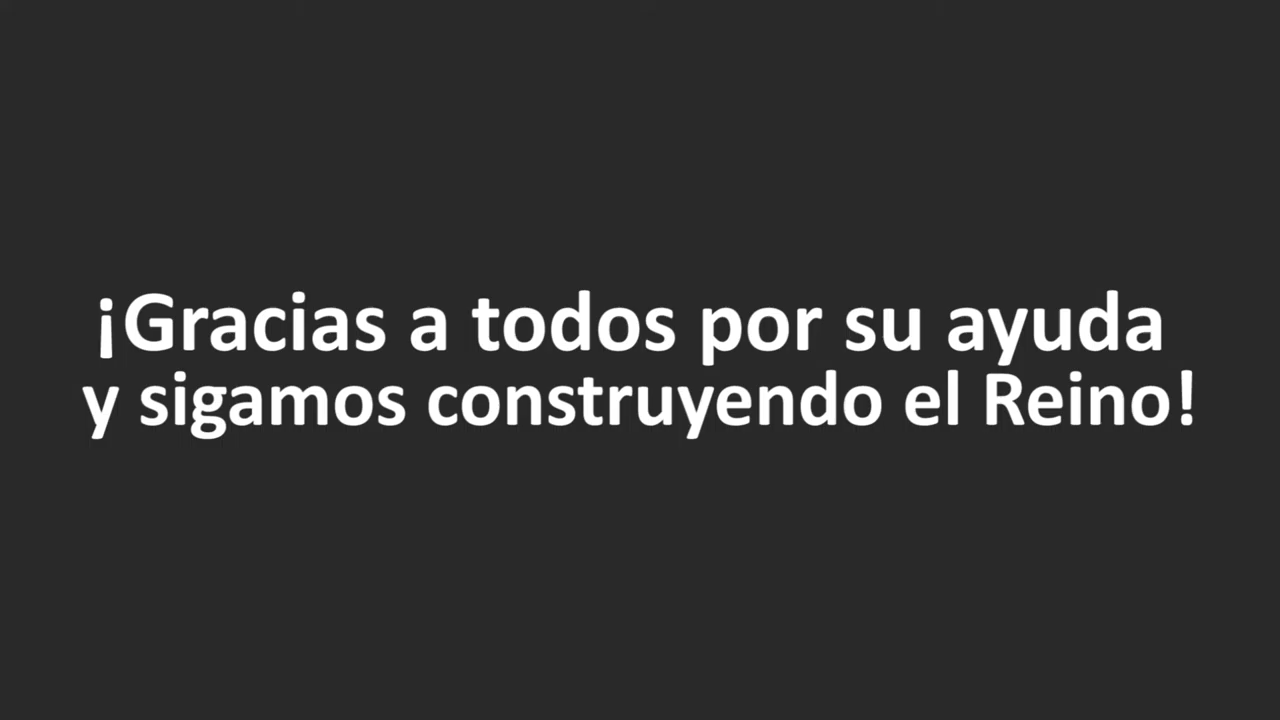 ¡Gracias a todos por su ayuda
y sigamos construyendo el Reino!